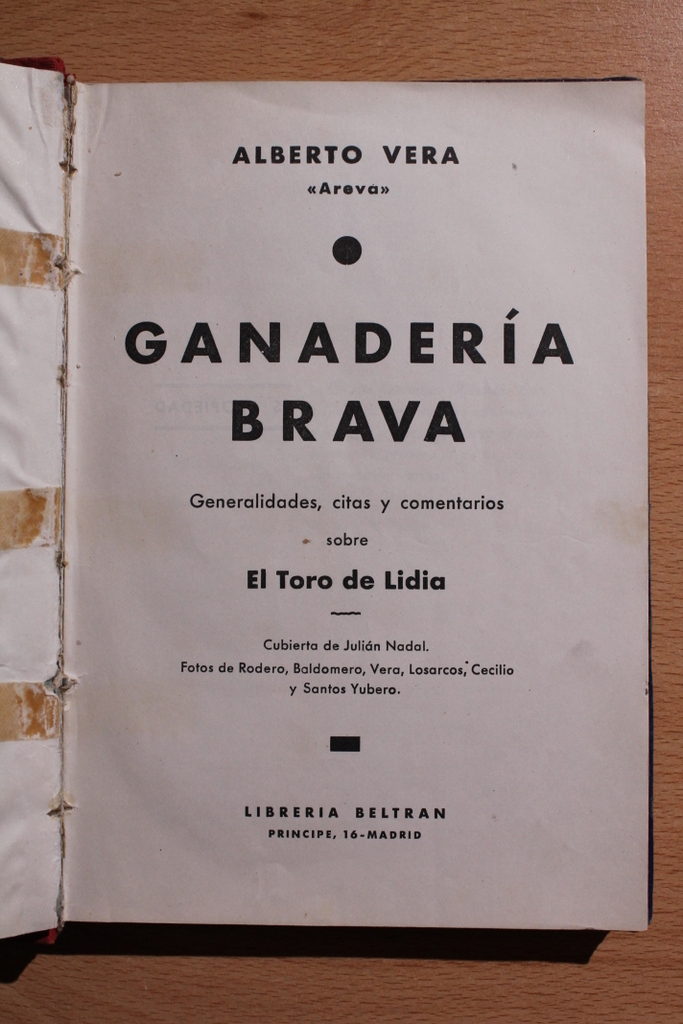 ALBERTO VERA
«Areva»
GANADERÍA
BRAVA
Generalidades, citas y comentarios
sobre
El Toro de Lidia
Cubierta de Julián Nadal.
Fotos de Rodero, Baldomero, Vera, Losarcos, Cecilio
y Santos Yubero.
LIBRERIA BELTRAN
PRINCIPE, 16-MADRID